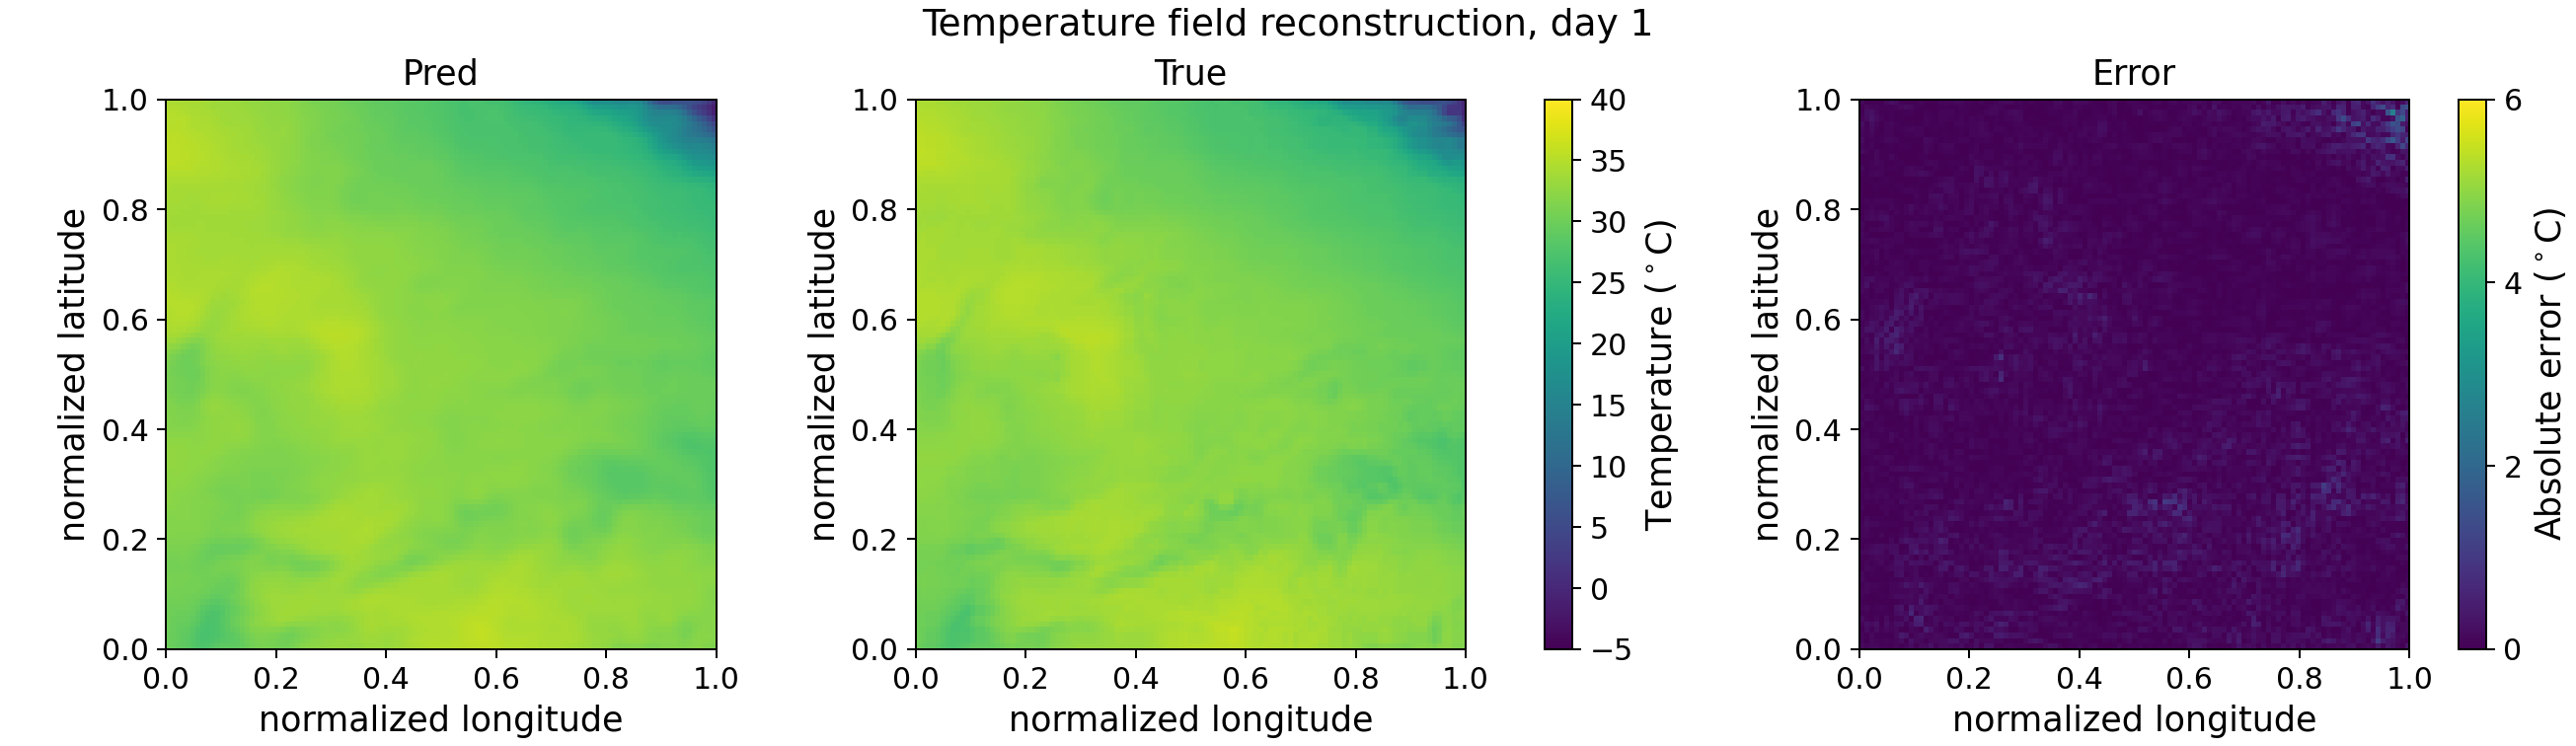 Temperature field reconstruction, day 1
Pred
1.0
0.8
0.6
0.4
0.2
0.0
0.0 0.2 0.4 0.6 0.8 1.0
normalized longitude
normalized latitude
True
1.0
0.8
0.6
0.4
0.2
0.0
0.0 0.2 0.4 0.6 0.8 1.0
normalized longitude
normalized latitude
40
35
30
25
20
15
10
5
0
−5
Temperature (°C)
Error
1.0
0.8
0.6
0.4
0.2
0.0
0.0 0.2 0.4 0.6 0.8 1.0
normalized longitude
normalized latitude
6
4
2
0
Absolute error (°C)